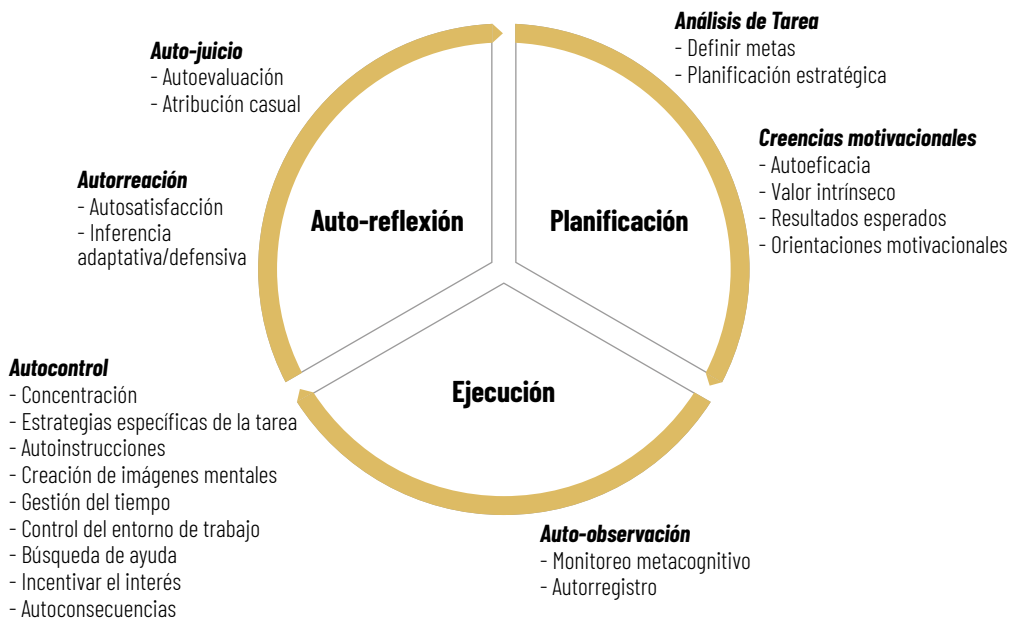 Análisis de Tarea
- Definir metas
- Planificación estratégica
Creencias motivacionales
- Autoeficacia
- Valor intrínseco
- Resultados esperados
- Orientaciones motivacionales
Planificación
Ejecución
Auto-observación
- Monitoreo metacognitivo
- Autorregistro
Autocontrol
- Concentración
- Estrategias específicas de la tarea
- Autoinstrucciones
- Creación de imágenes mentales
- Gestión del tiempo
- Control del entorno de trabajo
- Búsqueda de ayuda
- Incentivar el interés
- Autoconsecuencias
Auto-reflexión
Auto-juicio
- Autoevaluación
- Atribución casual
Autorreación
- Autosatisfacción
- Inferencia
adaptativa/defensiva